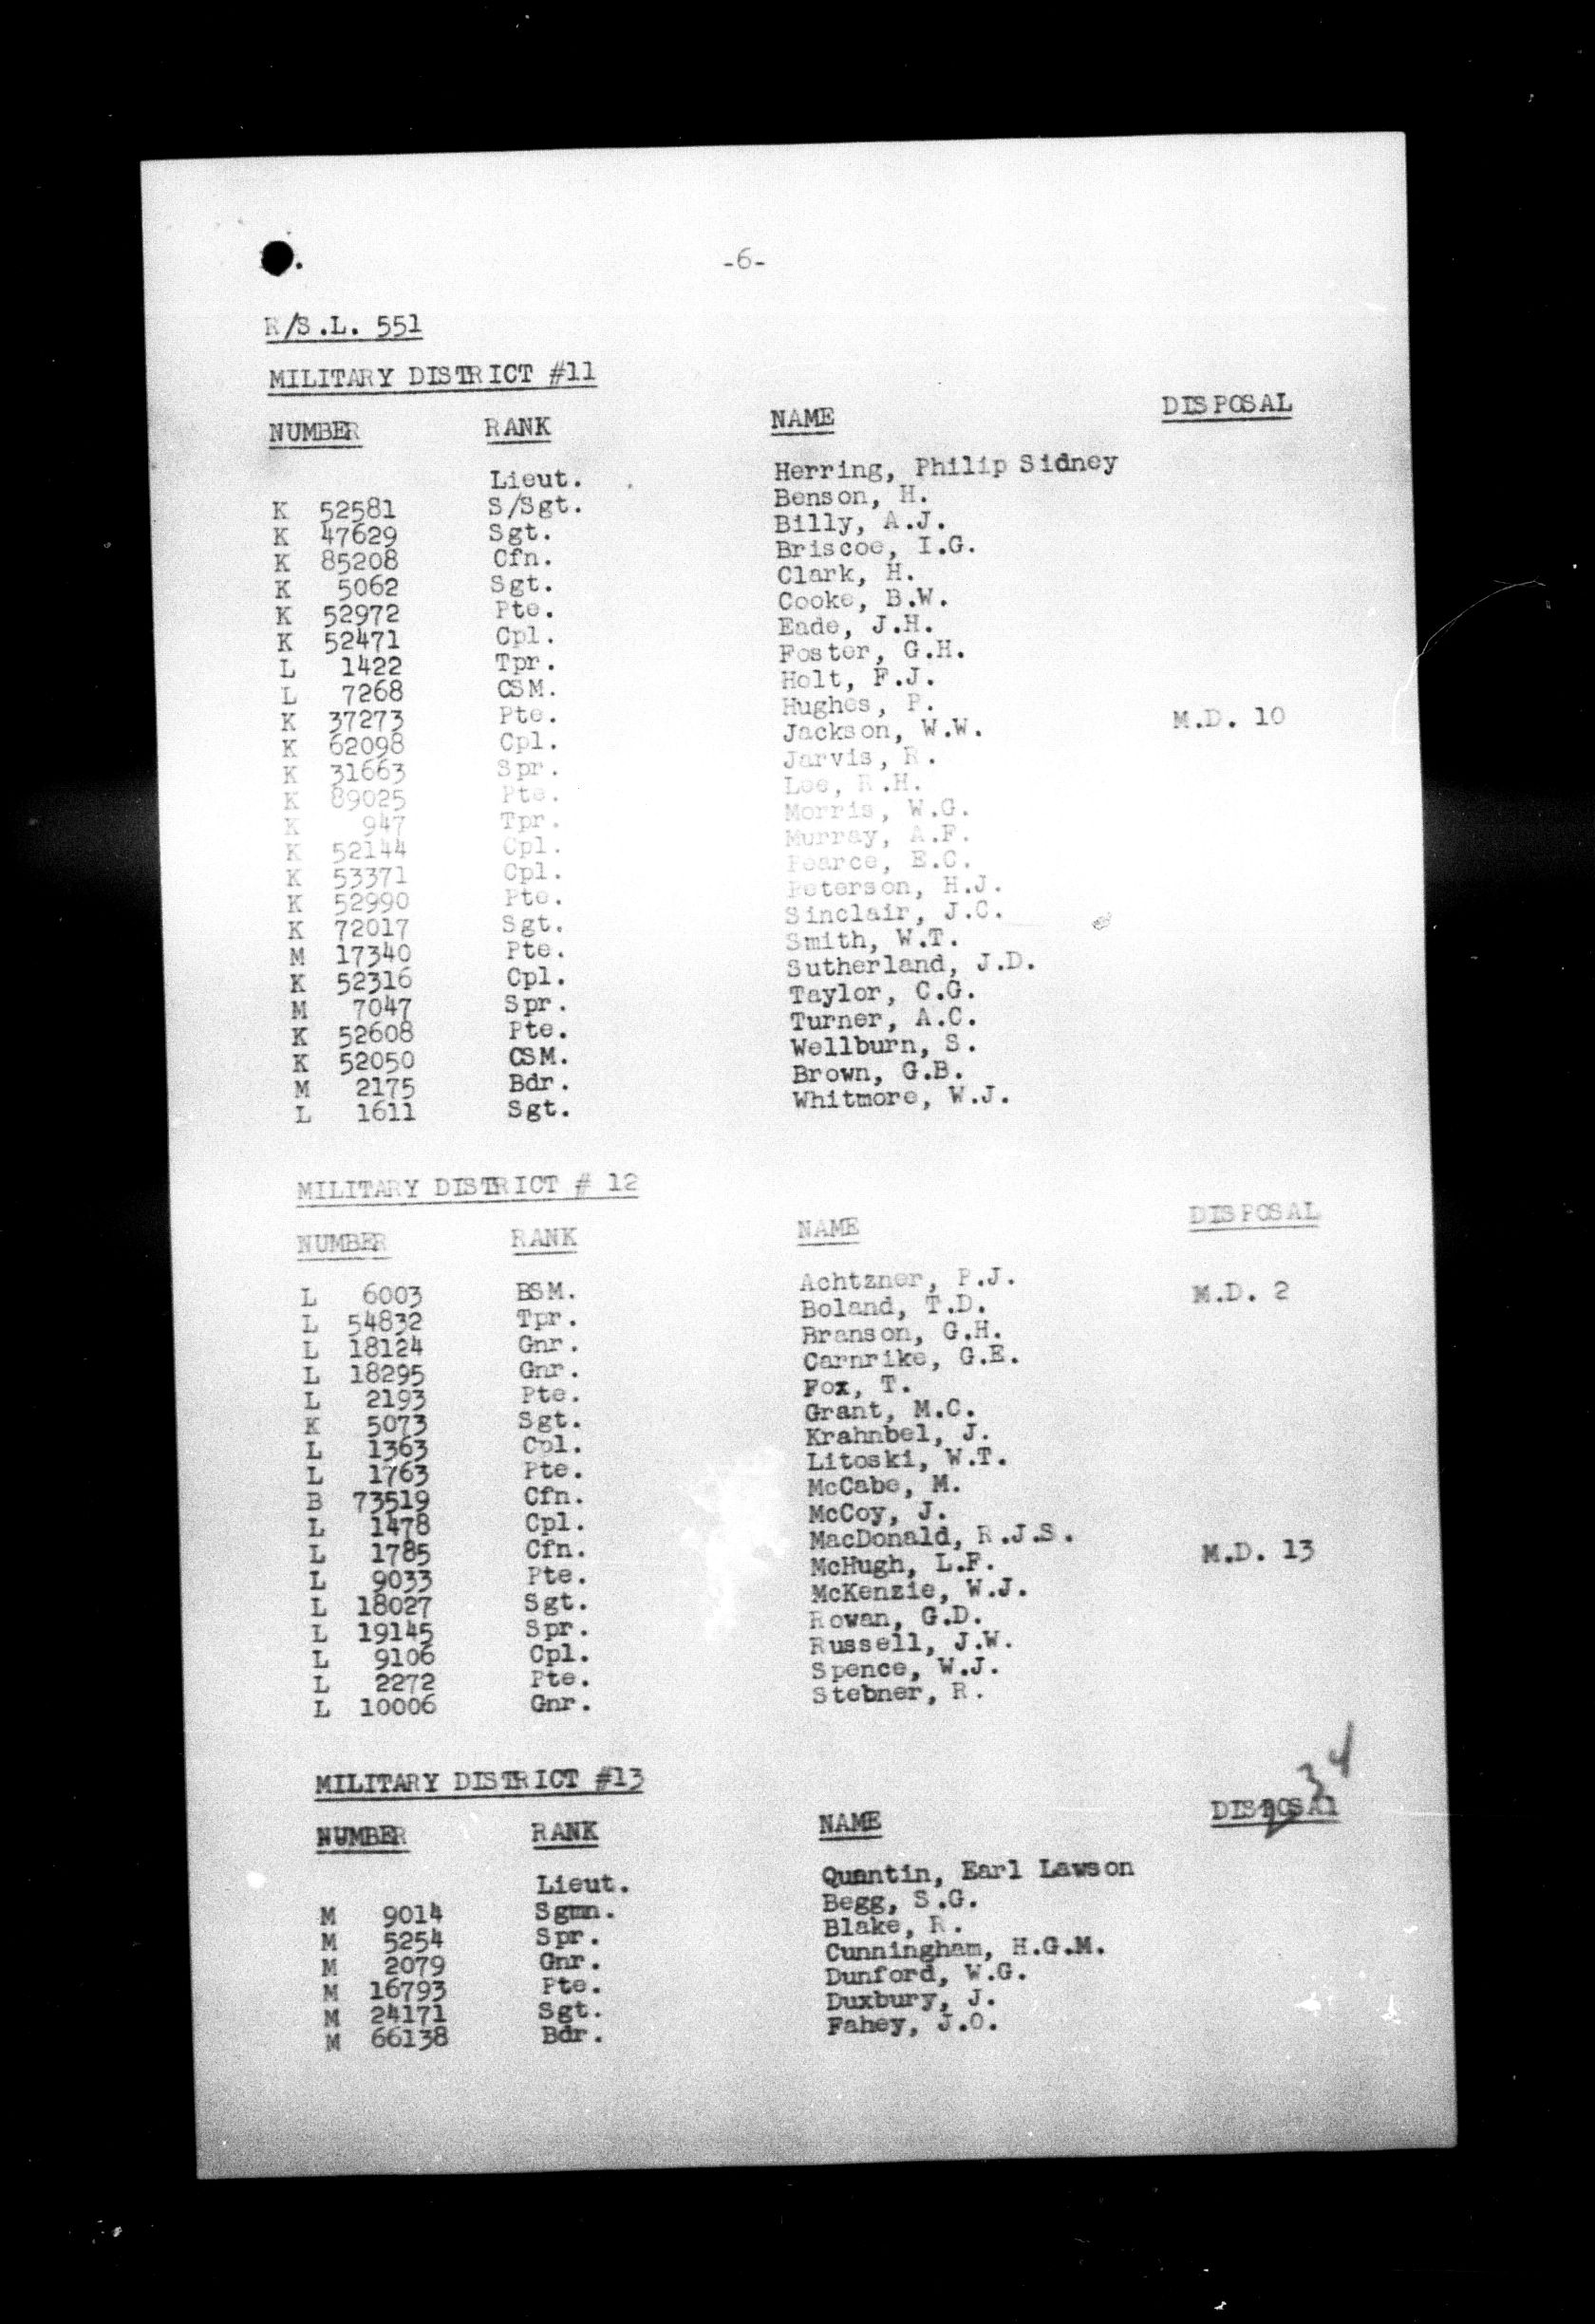 -6-
R/S.L. 551
MILITARY DISTRICT #11
NUMBER RANK NAME DISPOSAL
Lieut. Herring, Philip Sidney
K 52581 S/Sgt. Benson, H.
K 47629 Sgt. Billy, A.J.
K 85208 Cfn. Briscoe, I.G.
K 5062 Sgt. Clark, H.
K 52972 Pte. Cooke, B.W.
K 52471 Cpl. Eade, J.H.
L 1422 Tpr. Foster, G.H.
L 7268 CSM. Holt, F.J.
K 37273 Pte. Hughes, P.
K 62098 Cpl. Jackson, W.W. M.D. 10
K 31663 Spr. Jarvis, R.
K 89025 Pte. Lee, R.H.
K 947 Tpr. Morris, W.G.
K 52144 Cpl. Murray, A.F.
K 53371 Cpl. Pearce, E.C.
K 52990 Pte. Peterson, H.J.
K 72017 Sgt. Sinclair, J.C.
M 17340 Pte. Smith, W.T.
K 52316 Cpl. Sutherland, J.D.
M 7047 Spr. Taylor, C.G.
K 52608 Pte. Turner, A.C.
K 52050 CSM. Wellburn, S.
M 2175 Bdr. Brown, G.B.
L 1611 Sgt. Whitmore, W.J.
MILITARY DISTRICT # 12
NUMBER RANK NAME DISPOSAL
L 6003 BSM. Achtzner, P.J.
L 54832 Tpr. Boland, T.D. M.D. 2
L 18124 Gnr. Branson, G.H.
L 18295 Gnr. Carnrike, G.E.
L 2193 Pte. Fox, T.
K 5073 Sgt. Grant, M.C.
L 1363 Cpl. Krahnbel, J.
L 1763 Pte. Litoski, W.T.
B 73519 Cfn. McCabe, M.
L 1478 Cpl. McCoy, J.
L 1785 Cfn. MacDonald, R.J.S.
L 9033 Pte. McHugh, L.F. M.D. 13
L 18027 Sgt. McKenzie, W.J.
L 19145 Spr. Rowan, G.D.
L 9106 Cpl. Russell, J.W.
L 2272 Pte. Spence, W.J.
L 10006 Gnr. Stebner, R.
234
MILITARY DISTRICT #13
NUMBER RANK NAME DISPOSAl
Lieut. Quantin, Earl Lawson
M 9014 Sgmn. Begg, S.G.
M 5254 Spr. Blake, R.
M 2079 Gnr. Cunningham, H.G.M.
M 16793 Pte. Dunford, W.G.
M 24171 Sgt. Duxbury, J.
M 66138 Bdr. Fahey, J.O.